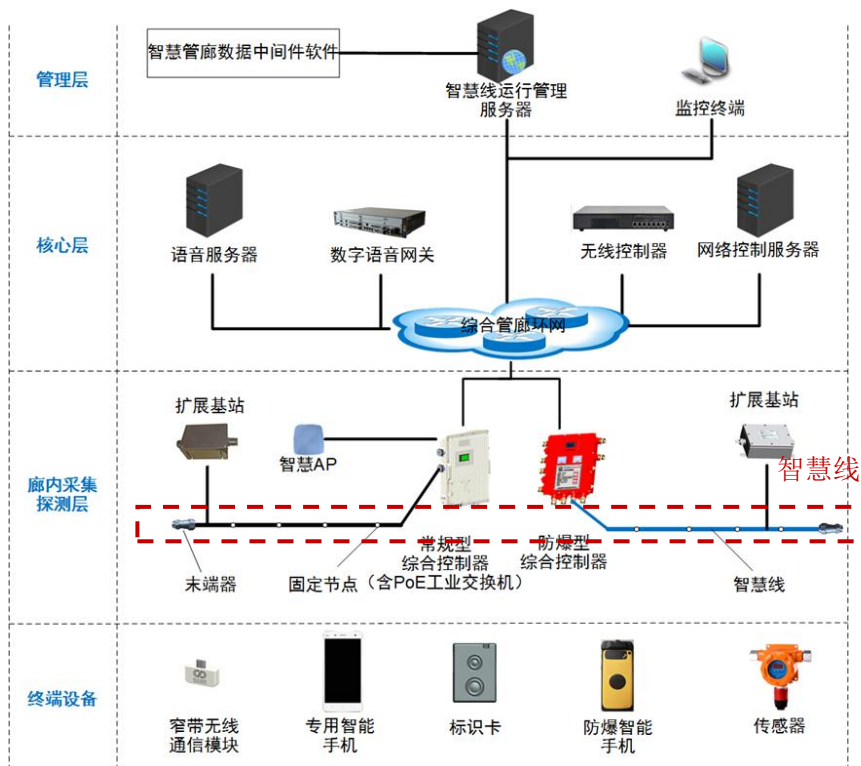 智慧管廊数据中间件软件
管理层
智慧线运行管理
服务器
监控终端
核心层
语音服务器
数字语音网关
无线控制器
网络控制服务器
综合管廊环网
扩展基站
扩展基站
智慧AP
智慧线
廊内采集
探测层
常规型
综合控制器
（含PoE工业交换机）
防爆型
综合控制器
末端器
固定节点
智慧线
终端设备
窄带无线
通信模块
专用智能
手机
标识卡
防爆智能
手机
传感器